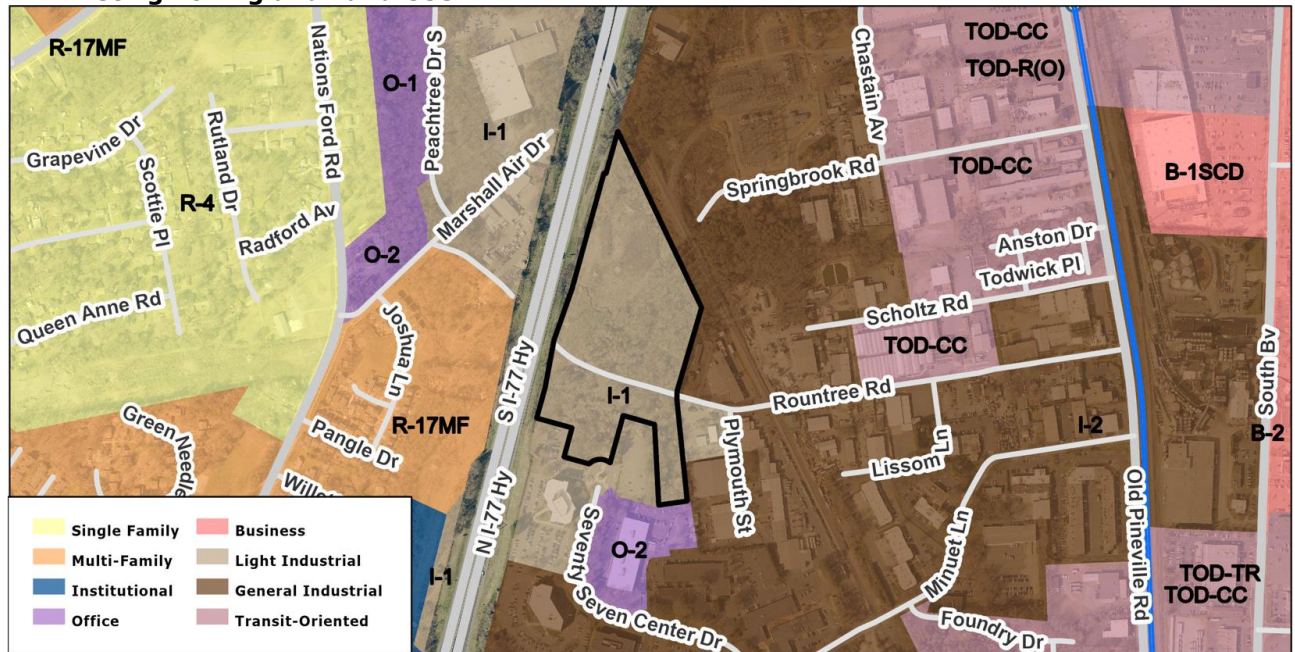 R-17MF
Nations Ford Rd
O-1
Peachtree Dr S
I-1
Marshall Air Dr
Chastain Av
TOD-CC
TOD-R(O)
Grapevine Dr
Scottie Pl
Rutland Dr
R-4
Radford Av
O-2
Springbrook Rd
TOD-CC
B-1SCD
Queen Anne Rd
Joshua Ln
Anston Dr
Todwick Pl
Scholtz Rd
TOD-CC
S I-77 Hy
I-1
Rountree Rd
South Bv
Green Needle
Pangle Dr
R-17MF
Plymouth St
Lissom Ln
I-2
B-2
N I-77 Hy
Old Pineville Rd
I-1
Seventy Seven Center Dr
O-2
Minuet Ln
Foundry Dr
TOD-TR
TOD-CC
Single Family
Multi-Family
Institutional
Office
Business
Light Industrial
General Industrial
Transit-Oriented